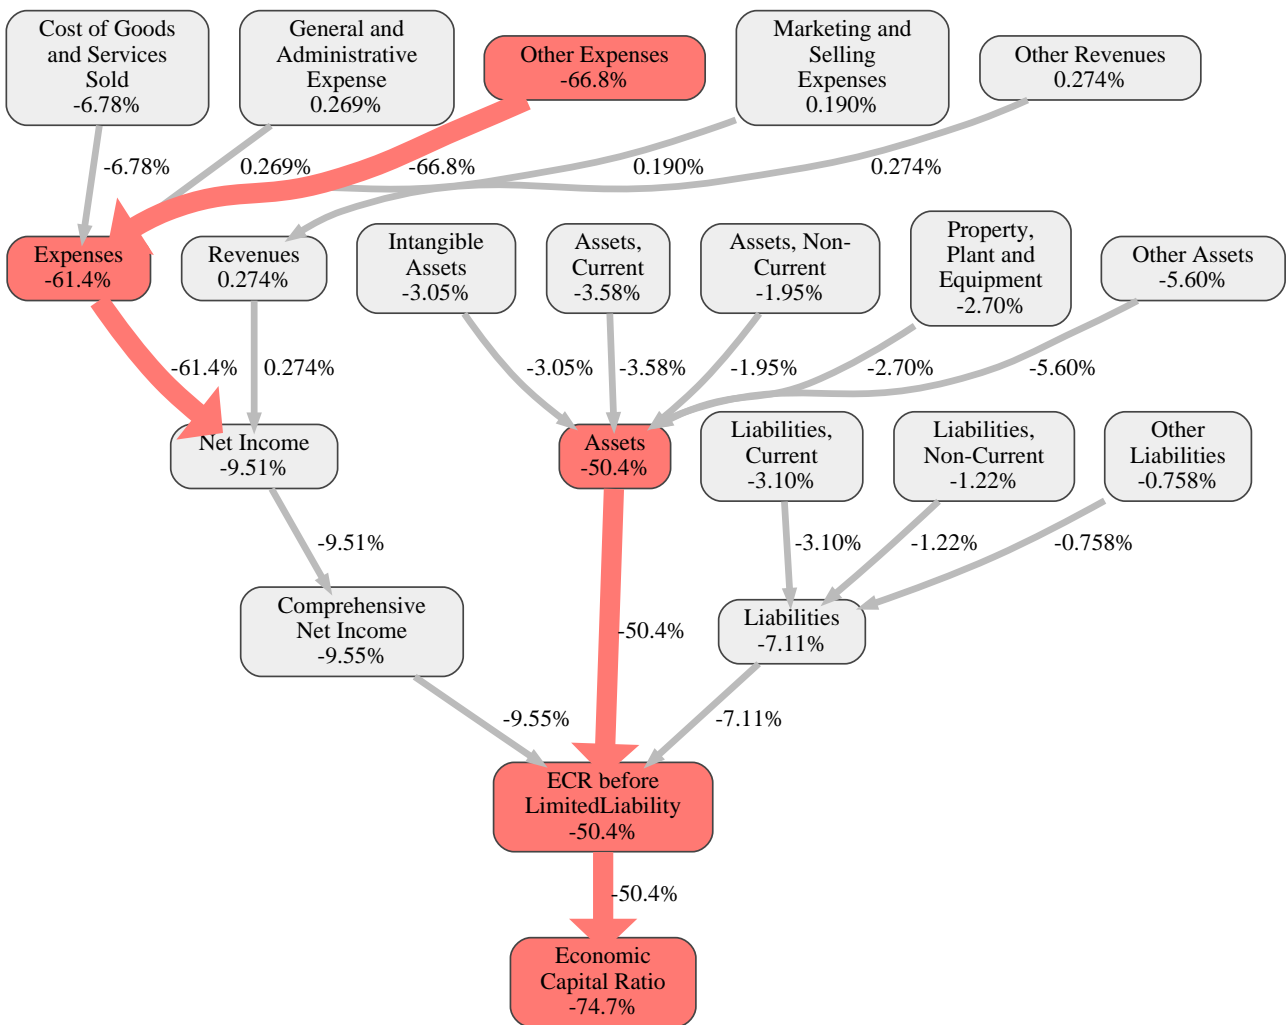 Cost of Goods
and Services
Sold
-6.78%
General and
Administrative
Expense
0.269%
Other Expenses
-66.8%
Marketing and
Selling
Expenses
0.190%
Other Revenues
0.274%
-6.78%
0.269%
-66.8%
0.190%
0.274%
Expenses
-61.4%
Revenues
0.274%
Intangible
Assets
-3.05%
Assets,
Current
-3.58%
Assets, Non-
Current
-1.95%
Property,
Plant and
Equipment
-2.70%
Other Assets
-5.60%
-61.4%
0.274%
-3.05%
-3.58%
-1.95%
-2.70%
-5.60%
Net Income
-9.51%
Assets
-50.4%
Liabilities,
Current
-3.10%
Liabilities,
Non-Current
-1.22%
Other
Liabilities
-0.758%
-9.51%
-3.10%
-1.22%
-0.758%
Comprehensive
Net Income
-9.55%
-50.4%
Liabilities
-7.11%
-9.55%
-7.11%
ECR before
LimitedLiability
-50.4%
-50.4%
Economic
Capital Ratio
-74.7%